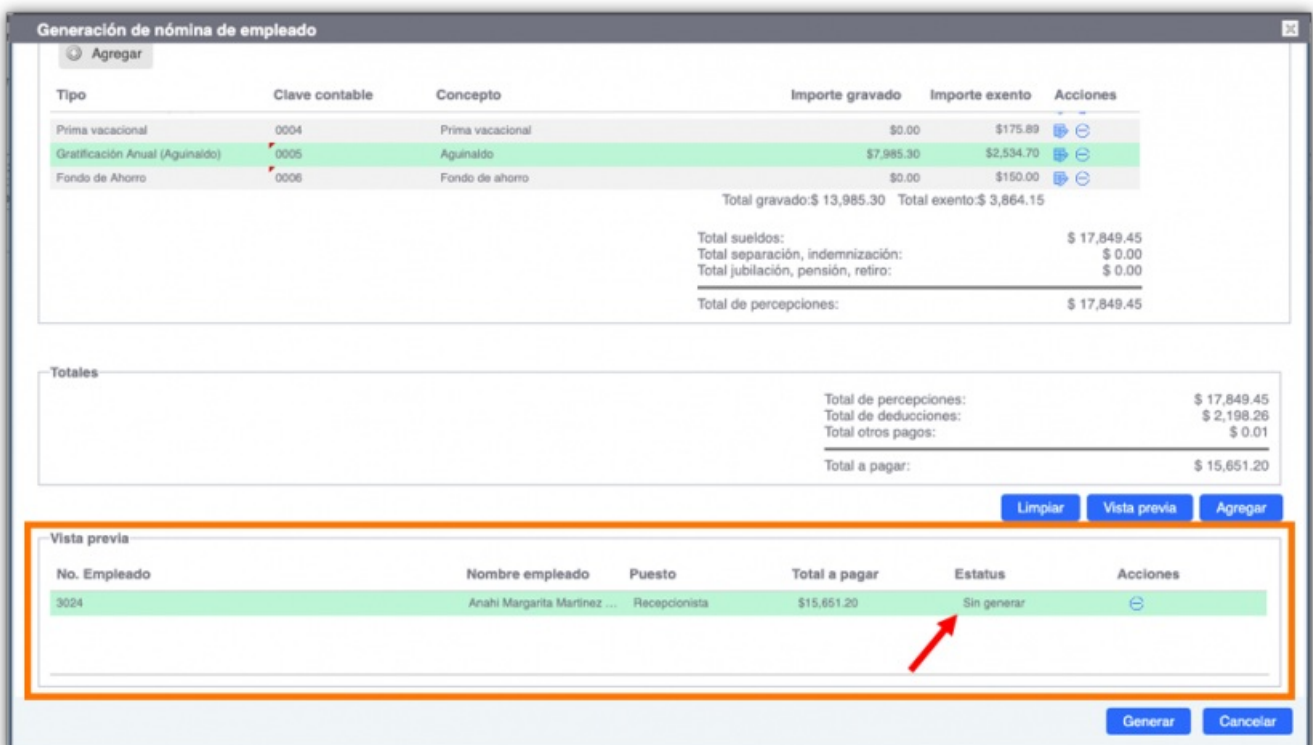 Generación de nómina de empleado
Agregar
Tipo Clave contable Concepto Importe gravado Importe exento Acciones
Prima vacacional 0004 Prima vacacional $0.00 $175.89
Gratificación Anual (Aguinaldo) 0005 Aguinaldo $7,985.30 $2,534.70
Fondo de Ahorro 0006 Fondo de ahorro $0.00 $150.00
Total gravado:$ 13,985.30 Total exento:$ 3,864.15
Total sueldos: $ 17,849.45
Total separación, indemnización: $ 0.00
Total jubilación, pensión, retiro: $ 0.00
Total de percepciones: $ 17,849.45
Totales
Total de percepciones: $ 17,849.45
Total de deducciones: $ 2,198.26
Total otros pagos: $ 0.01
Total a pagar: $ 15,651.20
Limpiar Vista previa Agregar
Vista previa
No. Empleado Nombre empleado Puesto Total a pagar Estatus Acciones
3024 Anahi Margarita Martinez ... Recepcionista $15,651.20 Sin generar
Generar Cancelar